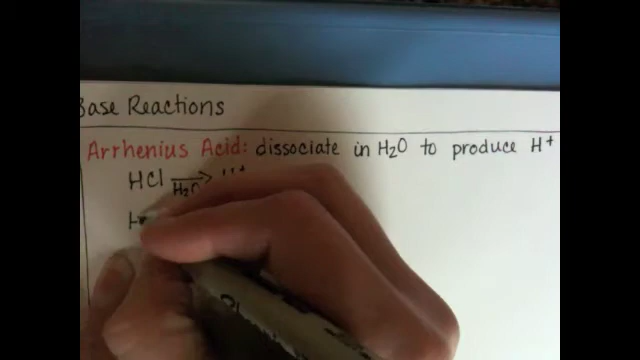 Base Reactions
Arrhenius Acid: dissociate in H₂O to produce H⁺
HCl → H⁺
H₂O
H